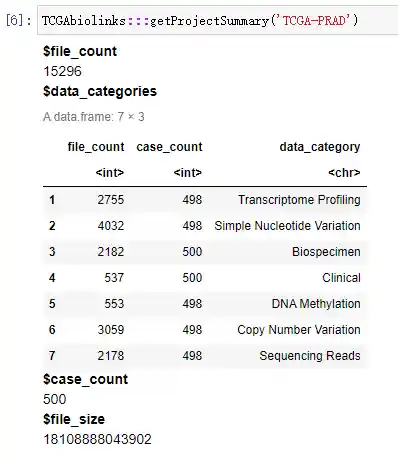 [6]: TCGAbiolinks:::getProjectSummary('TCGA-PRAD')
$file_count
15296
$data_categories
A data.frame: 7 × 3
file_count case_count data_category
<int> <int> <chr>
1 2755 498 Transcriptome Profiling
2 4032 498 Simple Nucleotide Variation
3 2182 500 Biospecimen
4 537 500 Clinical
5 553 498 DNA Methylation
6 3059 498 Copy Number Variation
7 2178 498 Sequencing Reads
$case_count
500
$file_size
18108888043902